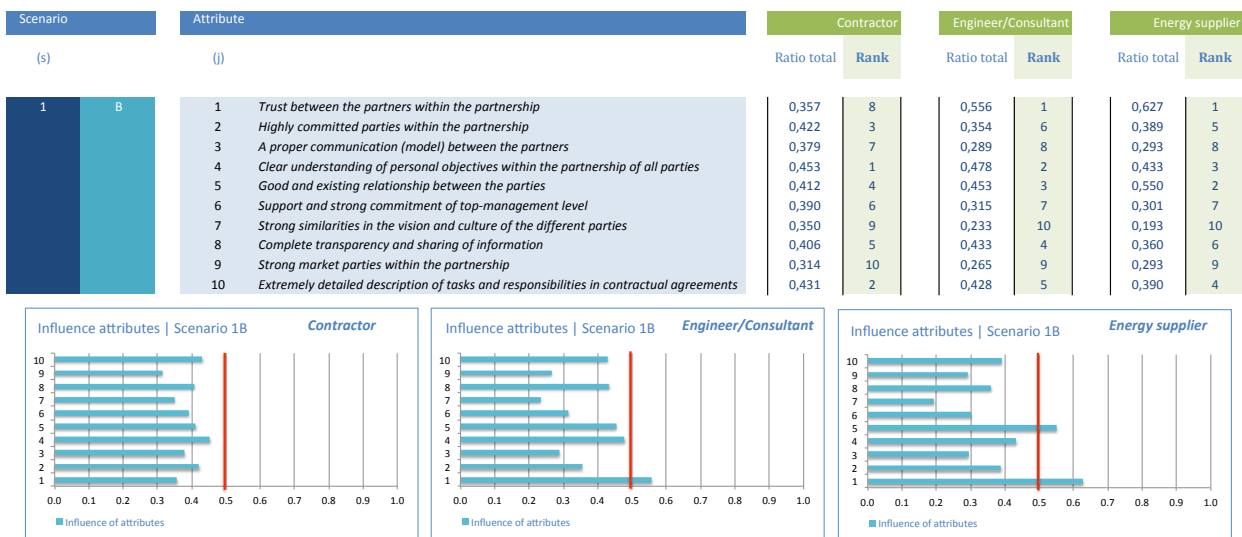 Scenario Attribute Contractor Engineer/Consultant Energy supplier
(s) (j) Ratio total Rank Ratio total Rank Ratio total Rank
1 B 1 Trust between the partners within the partnership 0,357 8 0,556 1 0,627 1
2 Highly committed parties within the partnership 0,422 3 0,354 6 0,389 5
3 A proper communication (model) between the partners 0,379 7 0,289 8 0,293 8
4 Clear understanding of personal objectives within the partnership of all parties 0,453 1 0,478 2 0,433 3
5 Good and existing relationship between the parties 0,412 4 0,453 3 0,550 2
6 Support and strong commitment of top-management level 0,390 6 0,315 7 0,301 7
7 Strong similarities in the vision and culture of the different parties 0,350 9 0,233 10 0,193 10
8 Complete transparency and sharing of information 0,406 5 0,433 4 0,360 6
9 Strong market parties within the partnership 0,314 10 0,265 9 0,293 9
10 Extremely detailed description of tasks and responsibilities in contractual agreements 0,431 2 0,428 5 0,390 4
Influence attributes | Scenario 1B Contractor
10
9
8
7
6
5
4
3
2
1
0.0 0.1 0.2 0.3 0.4 0.5 0.6 0.7 0.8 0.9 1.0
Influence of attributes
Influence attributes | Scenario 1B Engineer/Consultant
10
9
8
7
6
5
4
3
2
1
0.0 0.1 0.2 0.3 0.4 0.5 0.6 0.7 0.8 0.9 1.0
Influence of attributes
Influence attributes | Scenario 1B Energy supplier
10
9
8
7
6
5
4
3
2
1
0.0 0.1 0.2 0.3 0.4 0.5 0.6 0.7 0.8 0.9 1.0
Influence of attributes